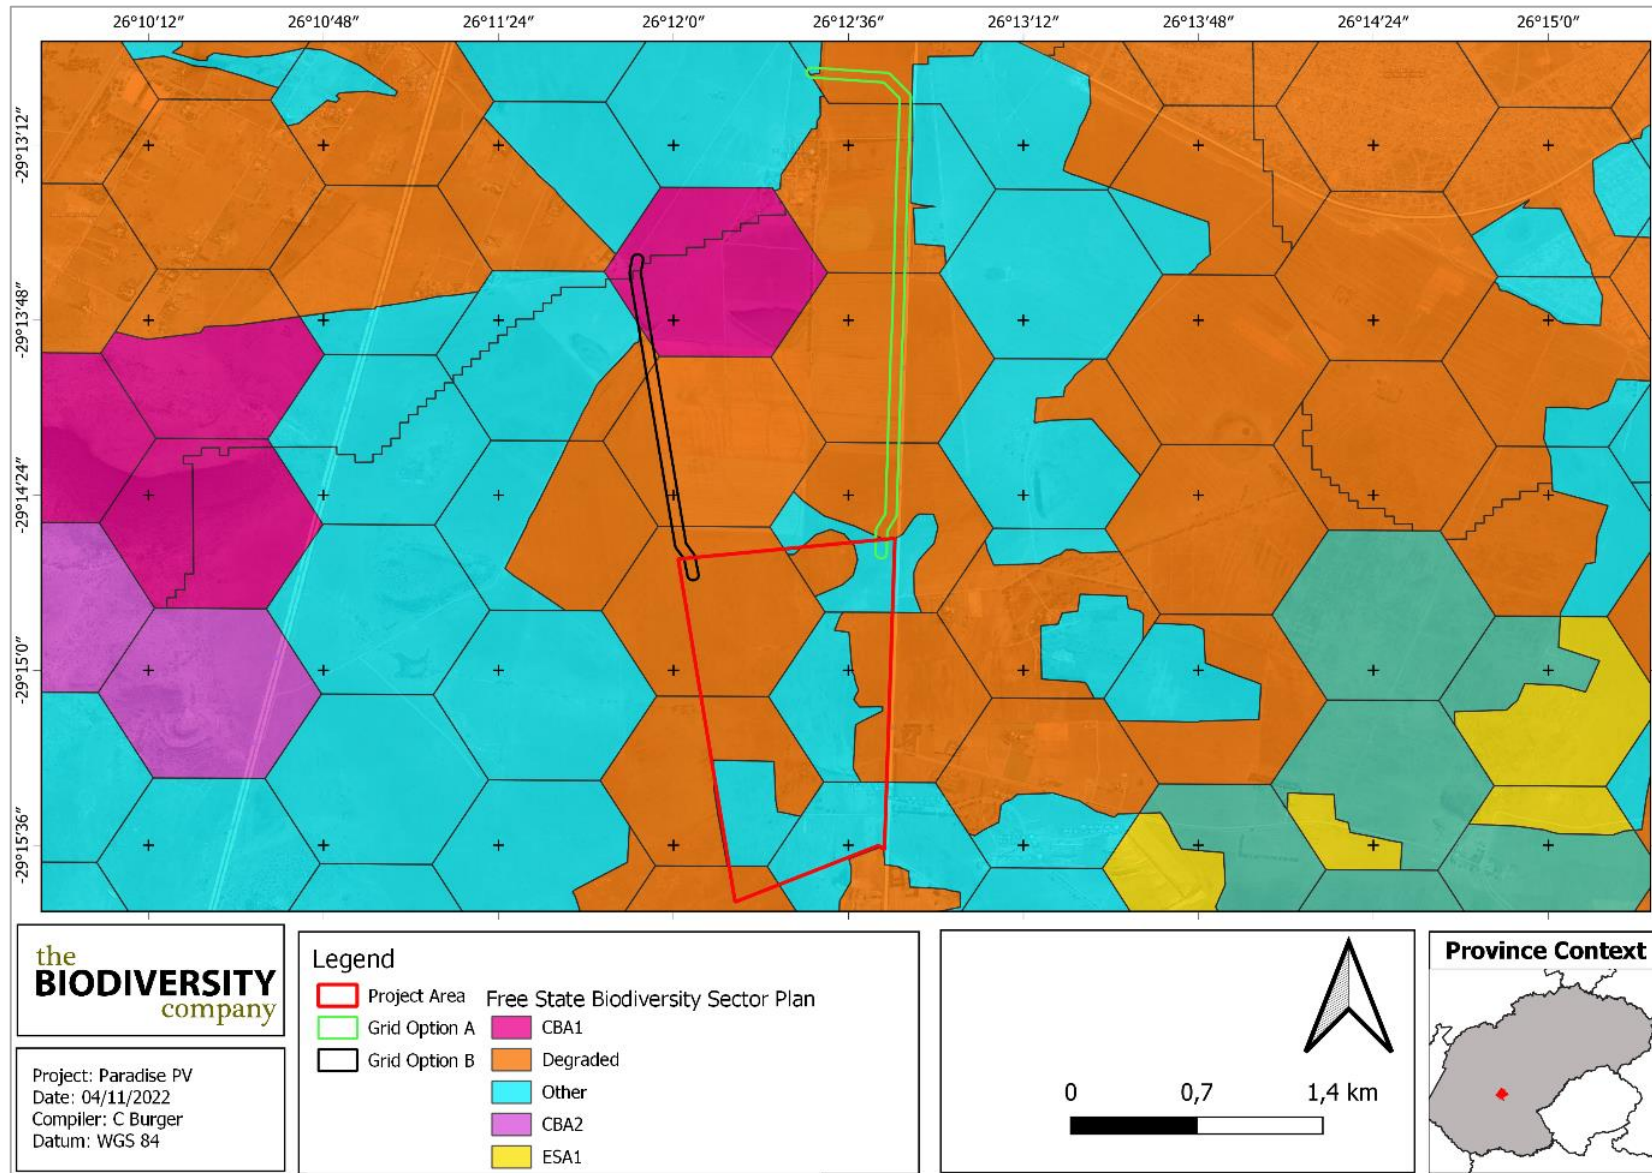 26°10'12″ 26°10'48″ 26°11'24″ 26°12'0″ 26°12'36″ 26°13'12″ 26°13'48″ 26°14'24″ 26°15'0″
-29°13'12″
-29°13'48″
-29°14'24″
-29°15'0″
-29°15'36″
the
BIODIVERSITY
company
Project: Paradise PV
Date: 04/11/2022
Compiler: C Burger
Datum: WGS 84
Legend
Project Area
Grid Option A
Grid Option B
Free State Biodiversity Sector Plan
CBA1
Degraded
Other
CBA2
ESA1
0 0,7 1,4 km
Province Context